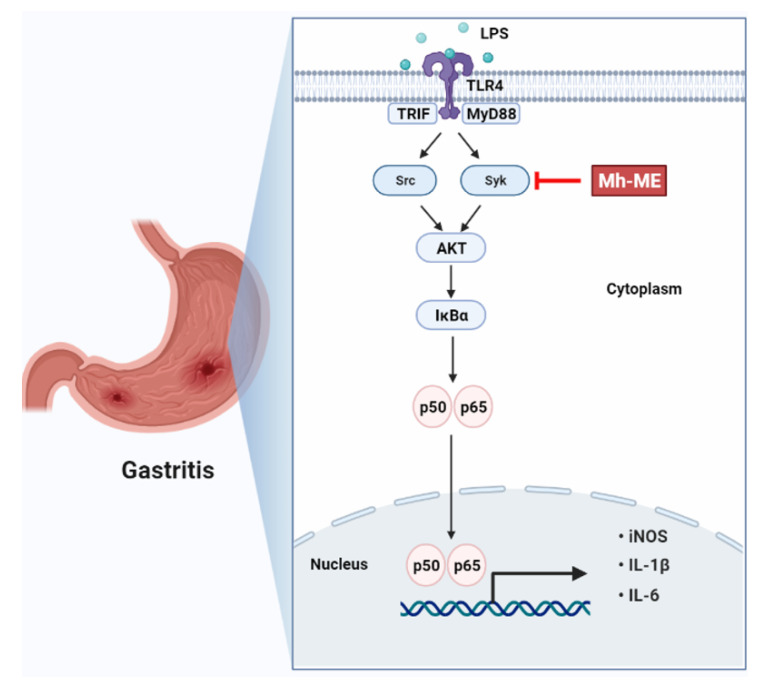 LPS
TLR4
TRIF
MyD88
Src
Syk
Mh-ME
AKT
Cytoplasm
IκBα
p50
p65
Gastritis
Nucleus
p50
p65
• iNOS
• IL-1β
• IL-6